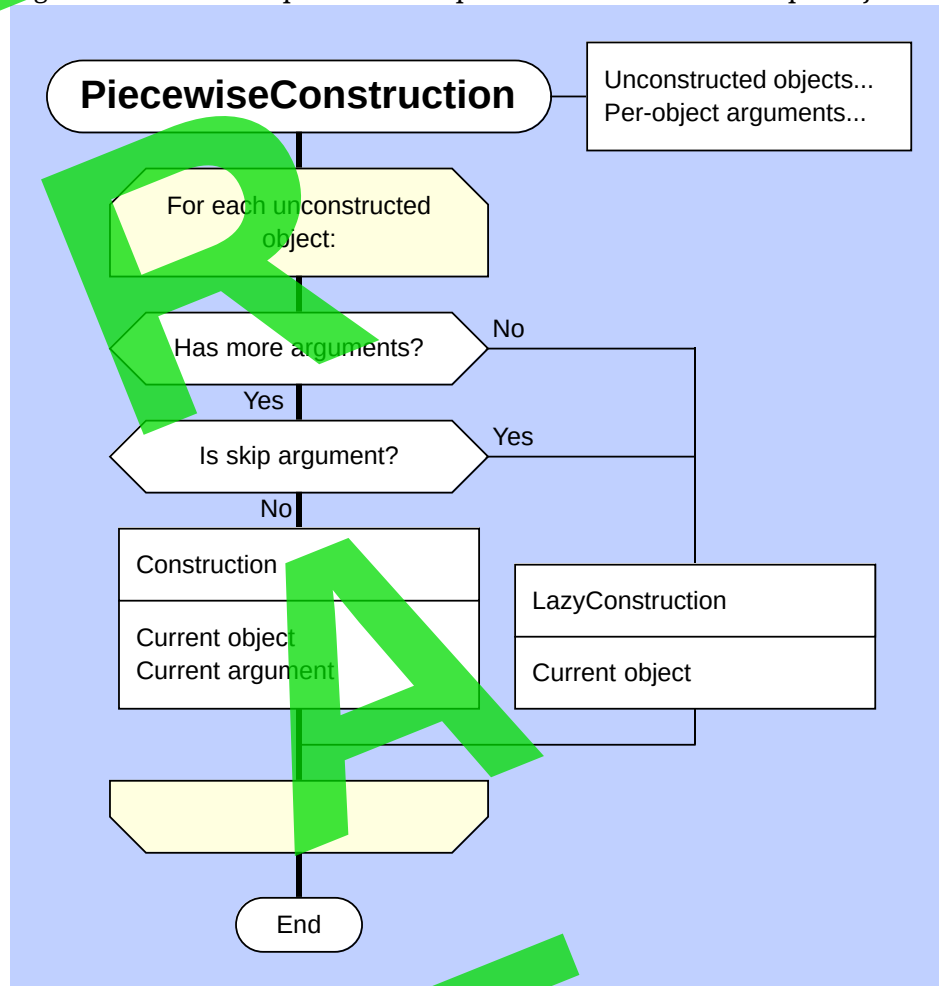 PiecewiseConstruction
Unconstructed objects...
Per-object arguments...
For each unconstructed
object:
Has more arguments?
No
Yes
Is skip argument?
Yes
No
Construction
Current object
Current argument
LazyConstruction
Current object
End
R
A